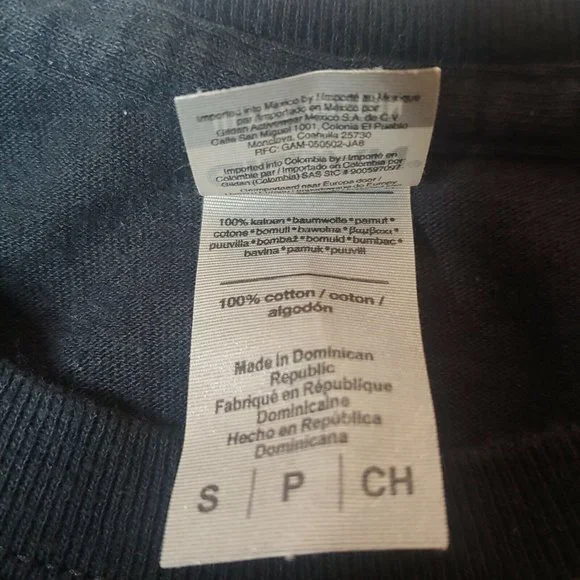 Imported into Mexico by / Importé au Mexique
par / Importado en México por
Gildan Activewear Mexico S.A. de C.V.
Calle San Miguel 1001, Colonia El Pueblo
Monclova, Coahuila 25730
RFC: GAM-050502-JA8
Imported into Colombia by / Importé en
Colombie par / Importado en Colombia por
Gildan (Colombia) SAS SIC # 900597097
naar Europa door /
100% katoen•baumwolle•pamut•
cotone•bomull•bawełna•βαμβακι•
puuvilla•bombaž•bomuld•bumbac•
bavlna•pamuk•puuvill
100% cotton / coton /
algodón
Made in Dominican
Republic
Fabriqué en République
Dominicaine
Hecho en República
Dominicana
S / P | CH